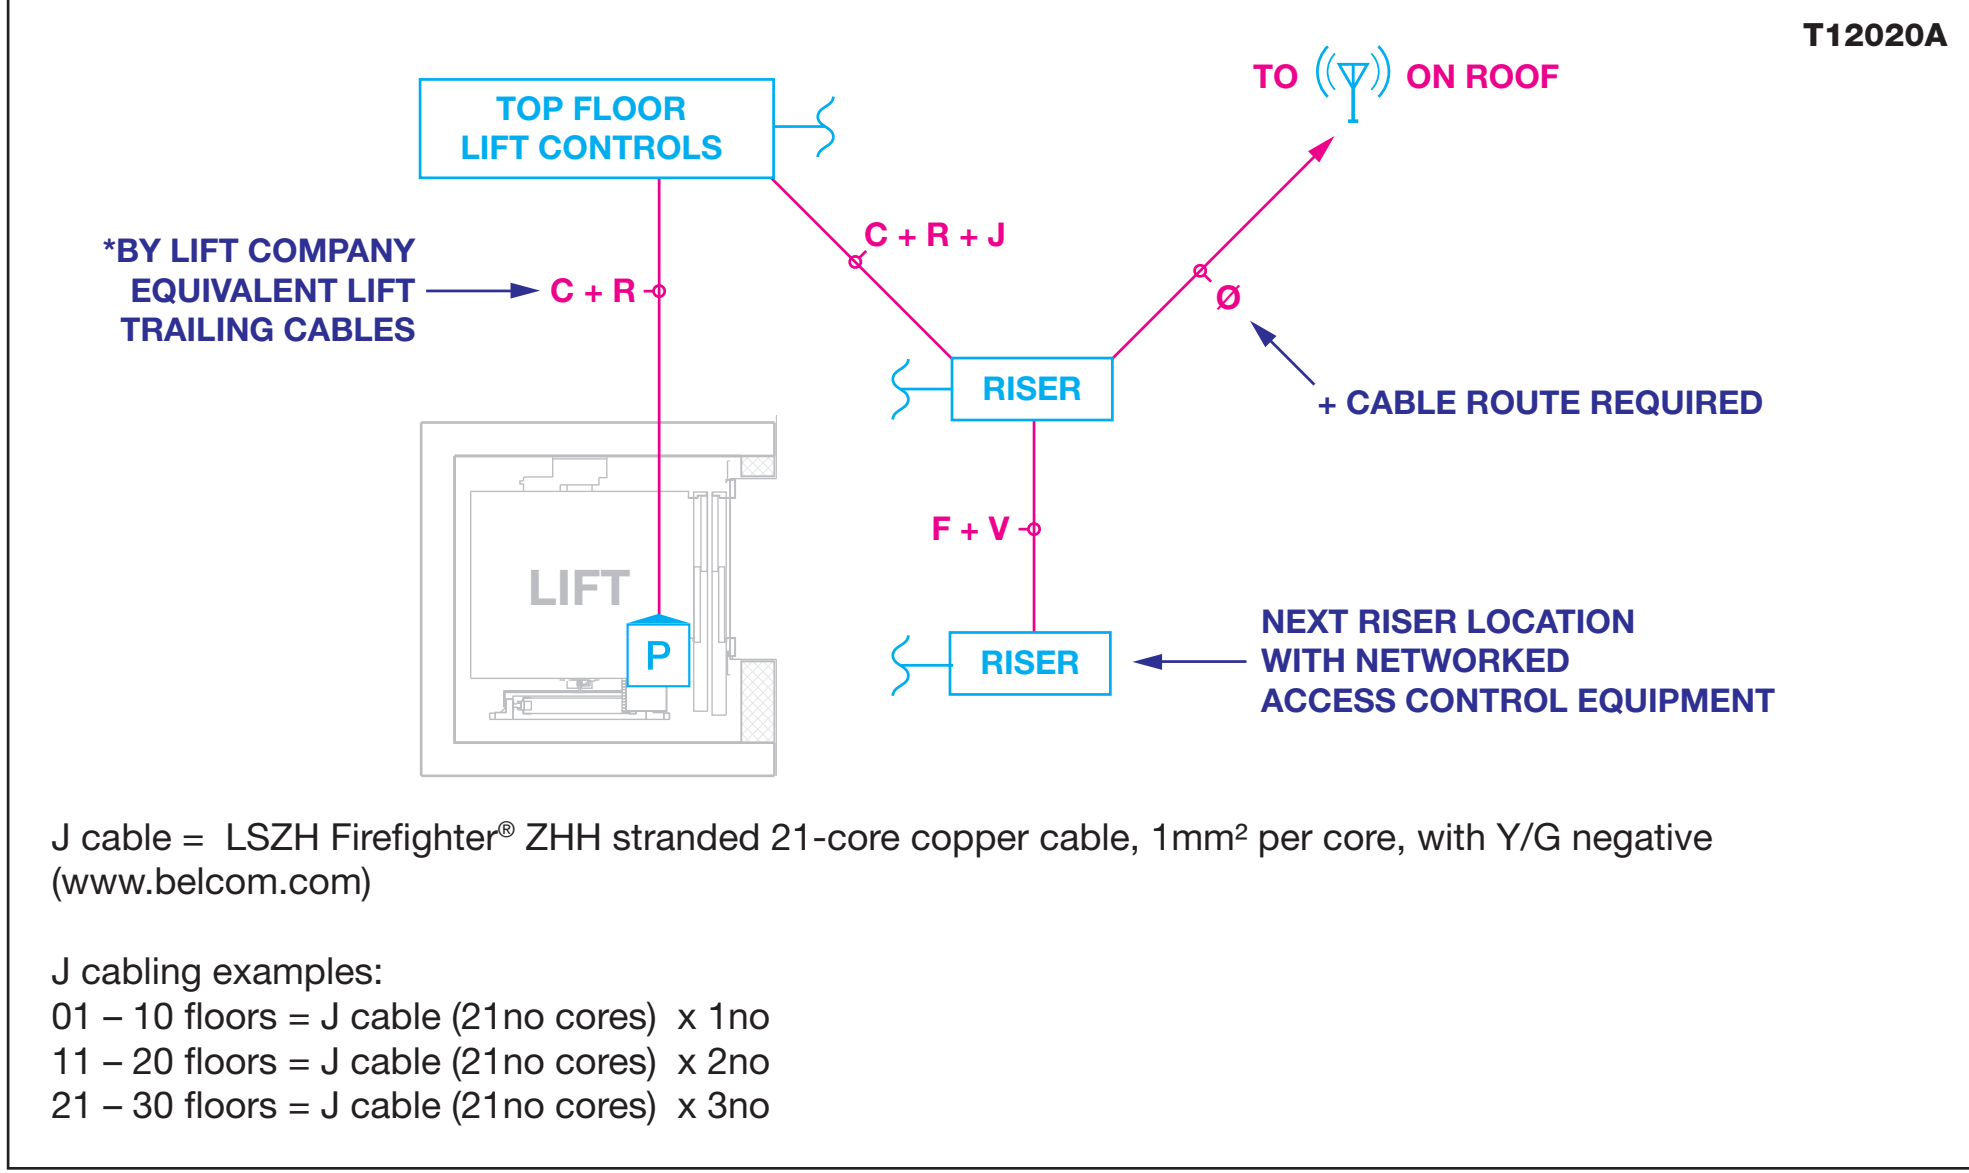 T12020A
TO ON ROOF
TOP FLOOR
LIFT CONTROLS
*BY LIFT COMPANY
EQUIVALENT LIFT
TRAILING CABLES
C + R
C + R + J
Ø
+ CABLE ROUTE REQUIRED
RISER
F + V
LIFT
P
RISER
NEXT RISER LOCATION
WITH NETWORKED
ACCESS CONTROL EQUIPMENT
J cable = LSZH Firefighter® ZHH stranded 21-core copper cable, 1mm² per core, with Y/G negative
(www.belcom.com)
J cabling examples:
01 – 10 floors = J cable (21no cores) x 1no
11 – 20 floors = J cable (21no cores) x 2no
21 – 30 floors = J cable (21no cores) x 3no